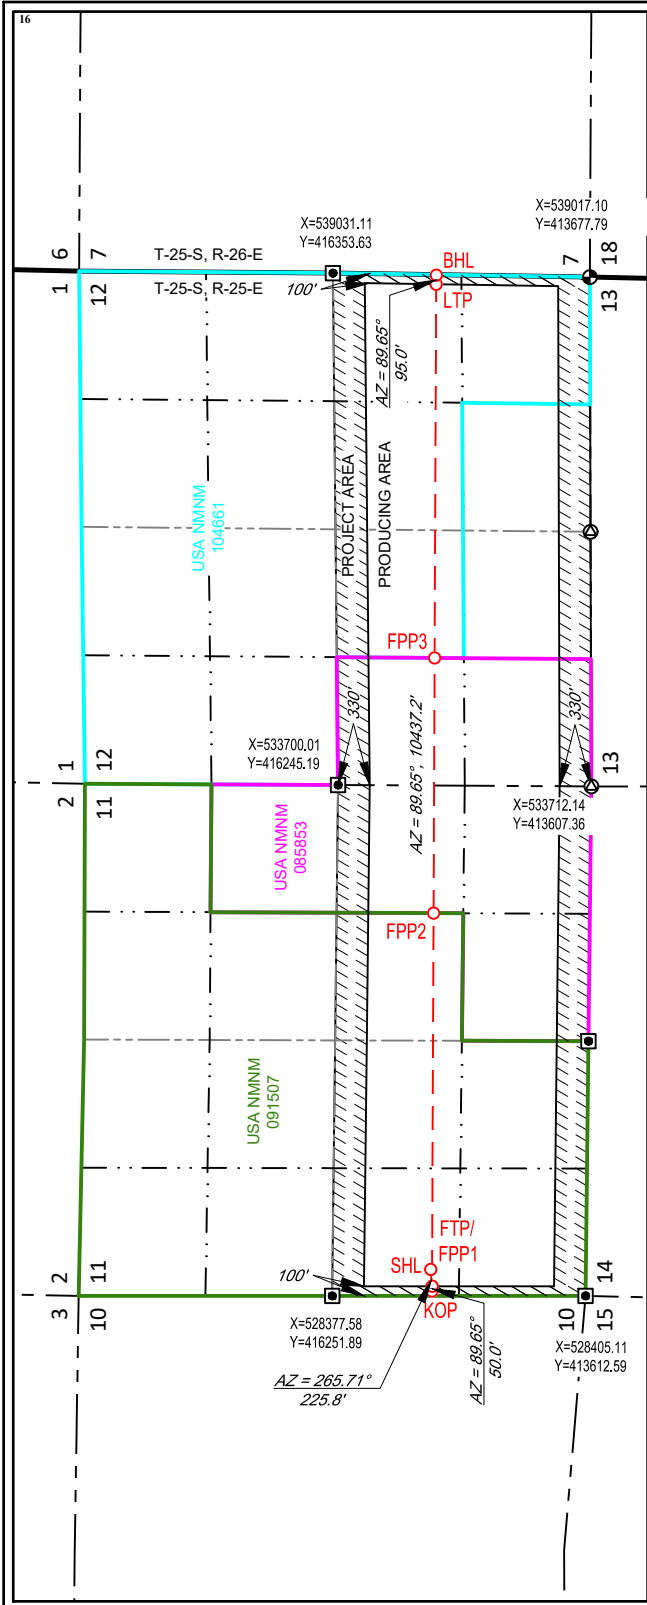 16
X=539017.10
Y=413677.79
X=539031.11
Y=416353.63
6
7
T-25-S, R-26-E
BHL
7
18
1
12
T-25-S, R-25-E
100'
LTP
13
AZ = 89.65°
95.0'
USA NMNM
104661
PROJECT AREA
PRODUCING AREA
FPP3
330'
330'
X=533700.01
Y=416245.19
1
12
2
11
AZ = 89.65°, 10437.2'
13
X=533712.14
Y=413607.36
USA NMNM
085853
FPP2
USA NMNM
091507
FTP/
FPP1
SHL
2
11
3
10
100'
KOP
14
10
15
X=528377.58
Y=416251.89
AZ = 89.65°
50.0'
X=528405.11
Y=413612.59
AZ = 265.71°
225.8'